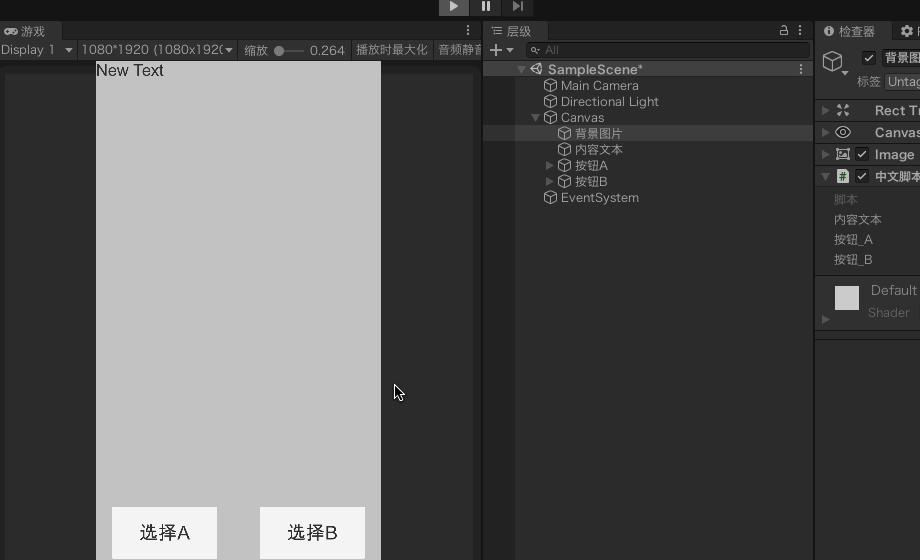 游戏
Display 1
1080*1920 (1080x192(
缩放
0.264
播放时最大化
音频静音
New Text
选择A
选择B
层级
All
SampleScene*
Main Camera
Directional Light
Canvas
背景图片
内容文本
按钮A
按钮B
EventSystem
检查器
背景图
标签
Untag
Rect Tr
Canvas
Image
中文脚本
脚本
内容文本
按钮_A
按钮_B
Default
Shader